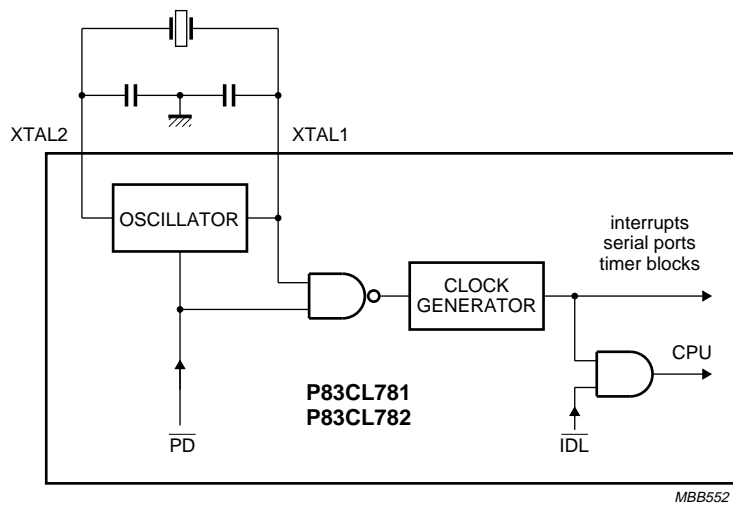 XTAL2
XTAL1
OSCILLATOR
interrupts
serial ports
timer blocks
CLOCK
GENERATOR
CPU
P83CL781
P83CL782
PD
IDL
MBB552